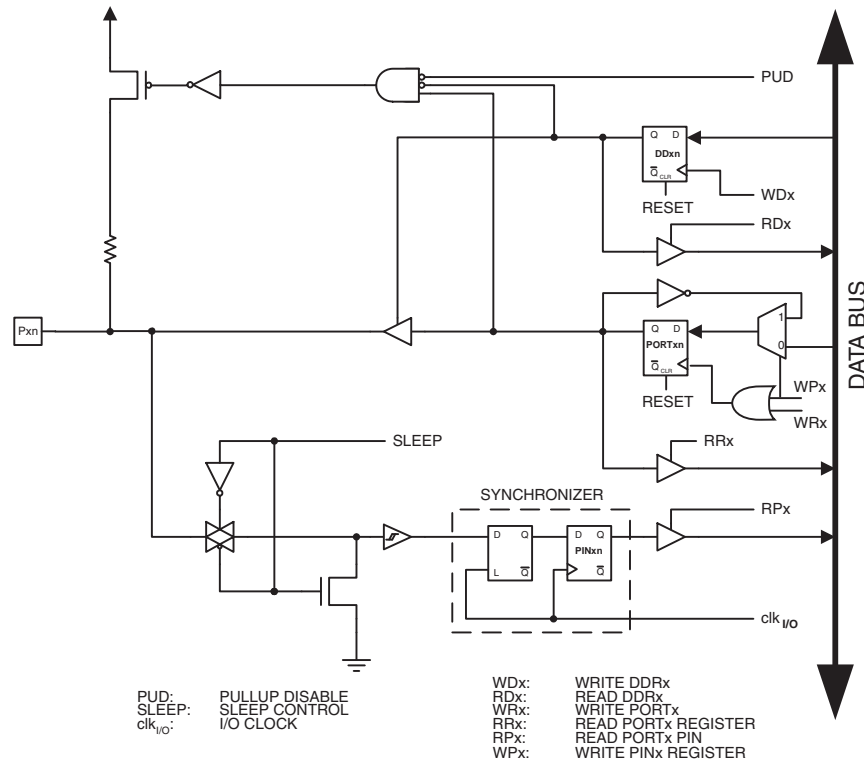 PUD
Q D
DDxn
Q CLR
WDx
RESET
RDx
1
Pxn
Q D
PORTxn
0
Q CLR
DATA BUS
WPx
RESET
WRx
SLEEP
RRx
SYNCHRONIZER
RPx
D Q
D Q
PINxn
L Q
Q
clk I/O
PUD: PULLUP DISABLE
SLEEP: SLEEP CONTROL
clkI/O: I/O CLOCK
WDx: WRITE DDRx
RDx: READ DDRx
WRx: WRITE PORTx
RRx: READ PORTx REGISTER
RPx: READ PORTx PIN
WPx: WRITE PINx REGISTER